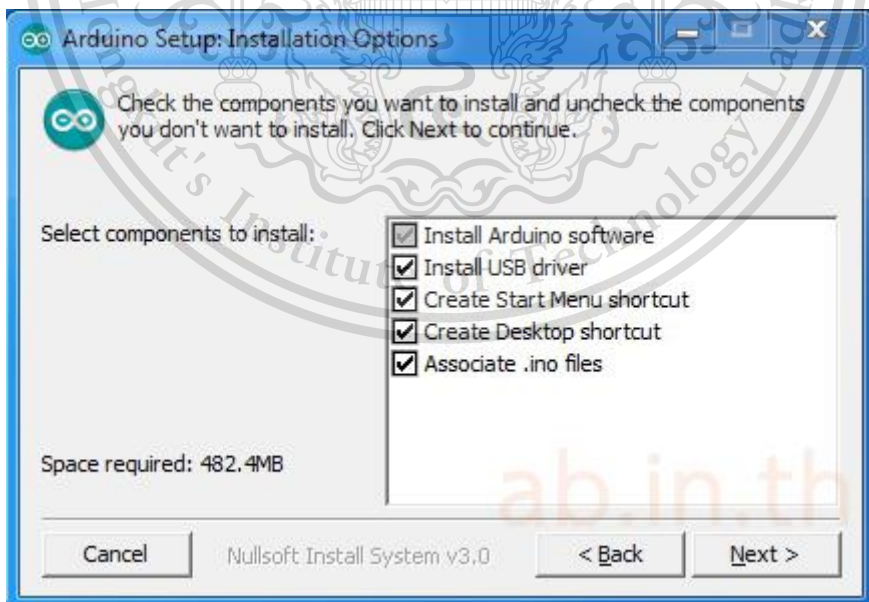 Arduino Setup: Installation Options
Check the components you want to install and uncheck the components
you don't want to install. Click Next to continue.
Select components to install:
Install Arduino software
Install USB driver
Create Start Menu shortcut
Create Desktop shortcut
Associate .ino files
Space required: 482.4MB
Cancel
Nullsoft Install System v3.0
< Back
Next >
ab.in.th
Institute of Technology